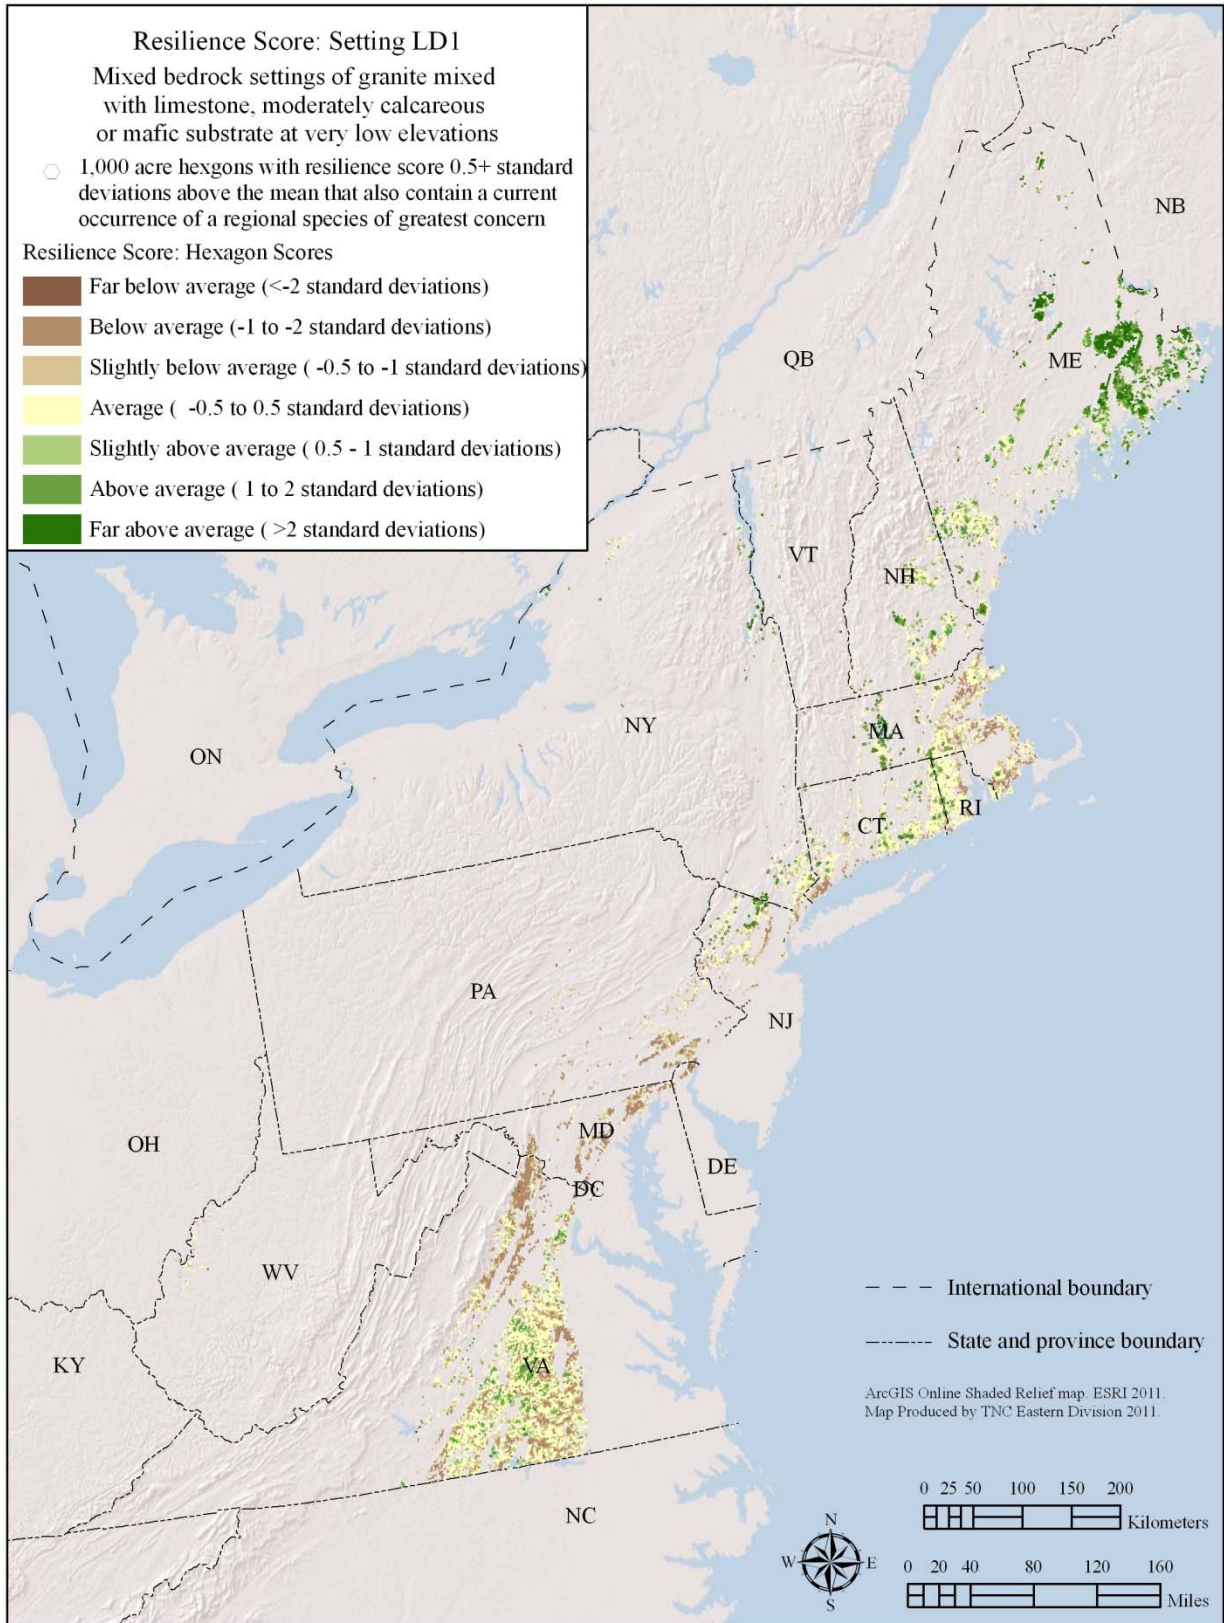 Resilience Score: Setting LD1
Mixed bedrock settings of granite mixed
with limestone, moderately calcareous
or mafic substrate at very low elevations
1,000 acre hexgons with resilience score 0.5+ standard
deviations above the mean that also contain a current
occurrence of a regional species of greatest concern
Resilience Score: Hexagon Scores
Far below average (<-2 standard deviations)
Below average (-1 to -2 standard deviations)
Slightly below average ( -0.5 to -1 standard deviations)
Average ( -0.5 to 0.5 standard deviations)
Slightly above average ( 0.5 - 1 standard deviations)
Above average ( 1 to 2 standard deviations)
Far above average ( >2 standard deviations)
NB
QB
ME
VT
NH
NY
MA
ON
CT
RI
PA
NJ
OH
MD
DE
DC
WV
KY
VA
NC
International boundary
State and province boundary
ArcGIS Online Shaded Relief map. ESRI 2011.
Map Produced by TNC Eastern Division 2011.
0 25 50 100 150 200
Kilometers
N
W E
S
0 20 40 80 120 160
Miles